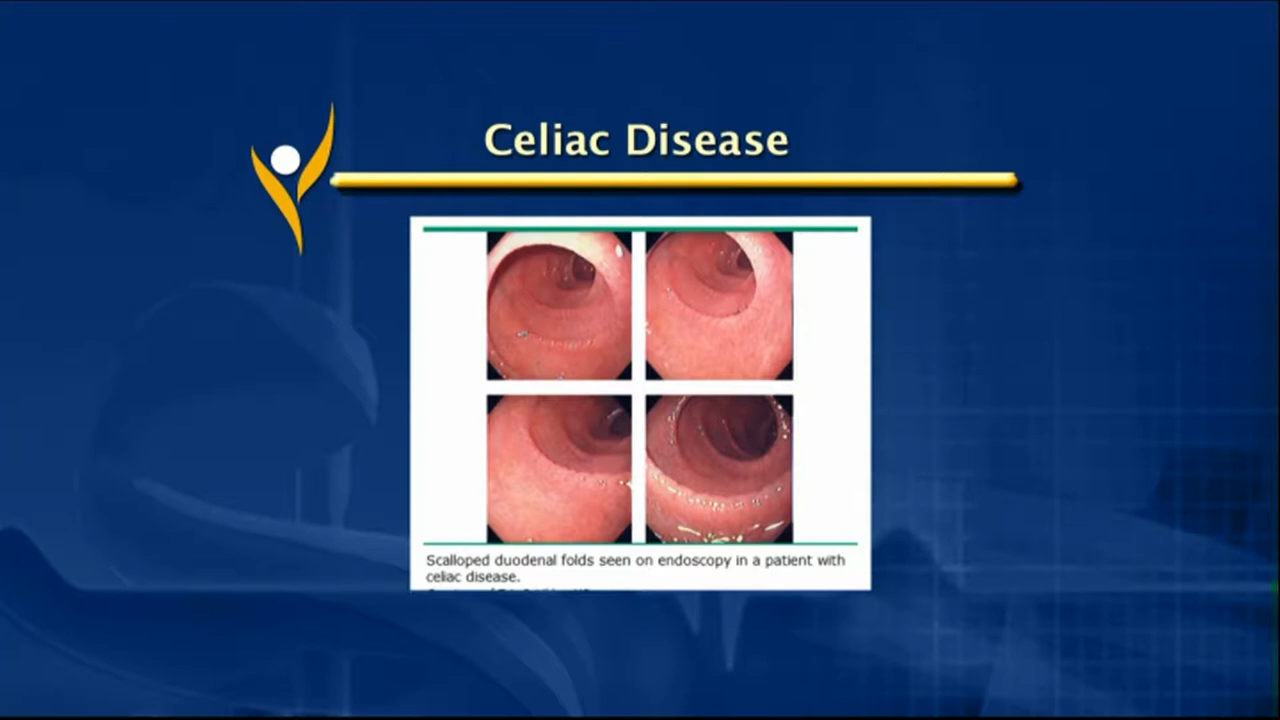 Celiac Disease
Scalloped duodenal folds seen on endoscopy in a patient with
celiac disease.